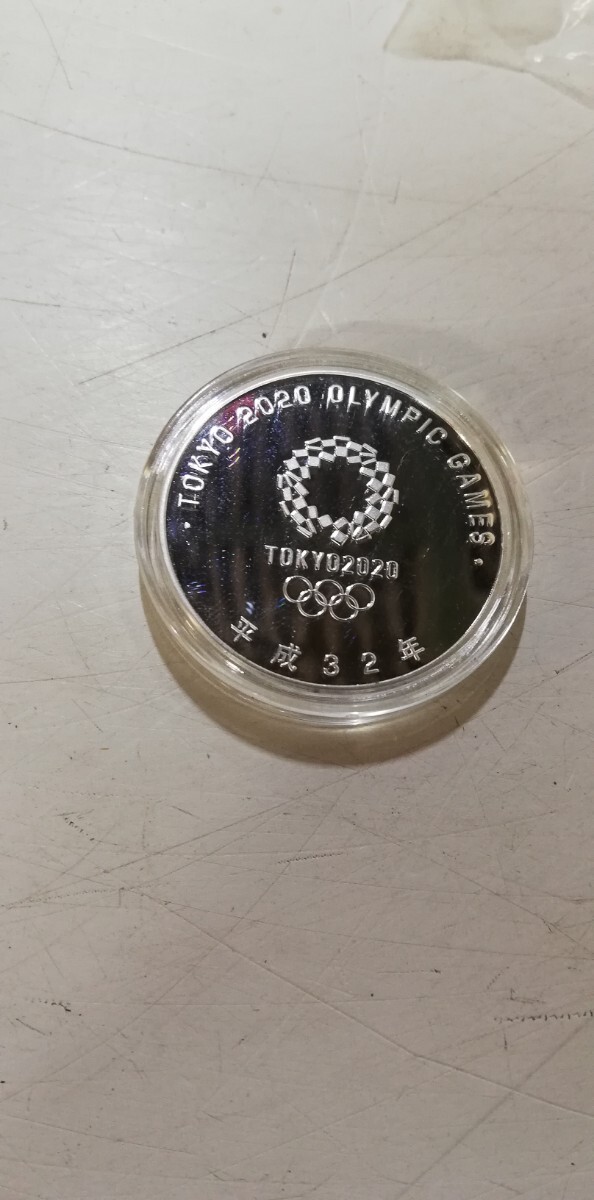 ・TOKYO 2020 OLYMPIC GAMES・
TOKYO2020
平成32年